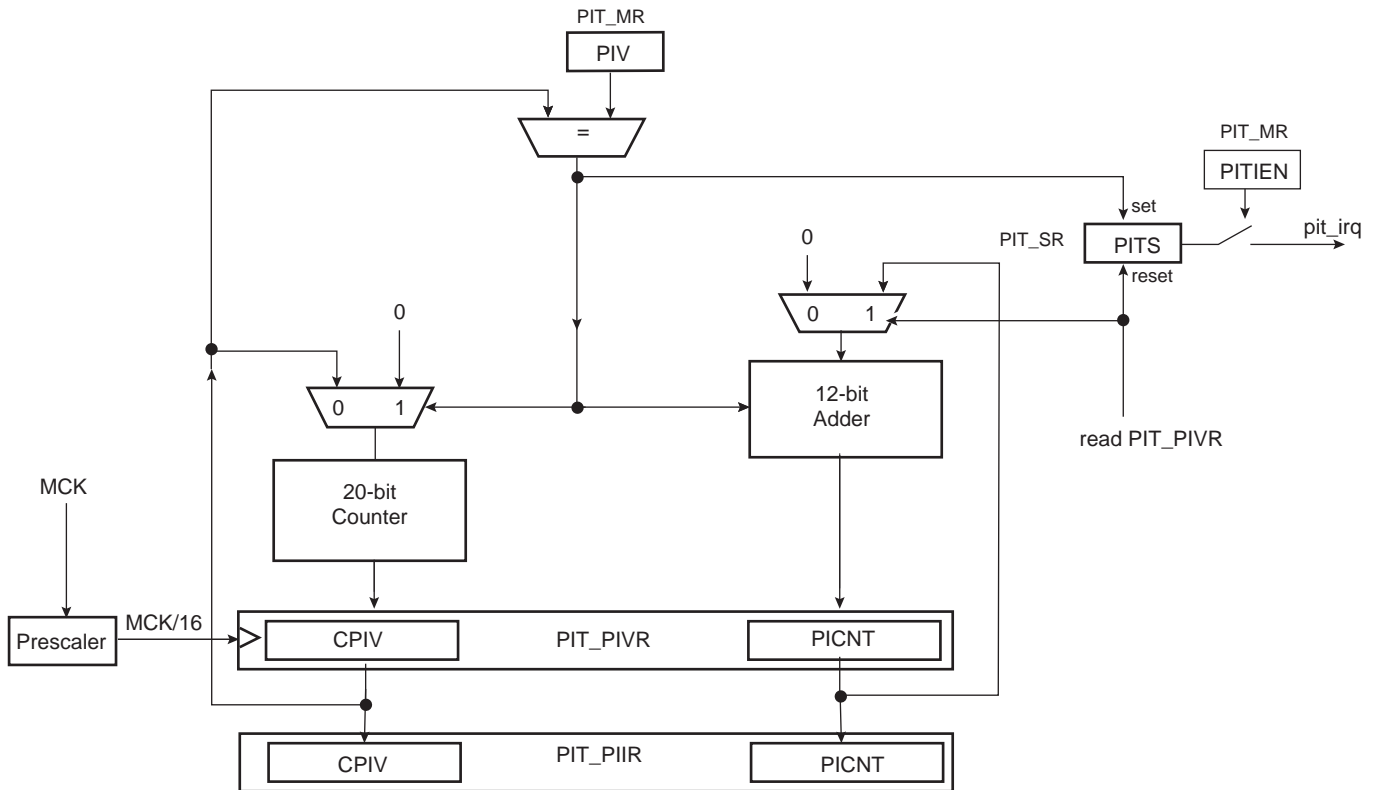 PIT_MR
PIV
=
PIT_MR
PITIEN
set
PIT_SR
PITS
pit_irq
reset
0
0 1
0
0 1
12-bit
Adder
read PIT_PIVR
MCK
20-bit
Counter
Prescaler
MCK/16
CPIV
PIT_PIVR
PICNT
CPIV
PIT_PIIR
PICNT